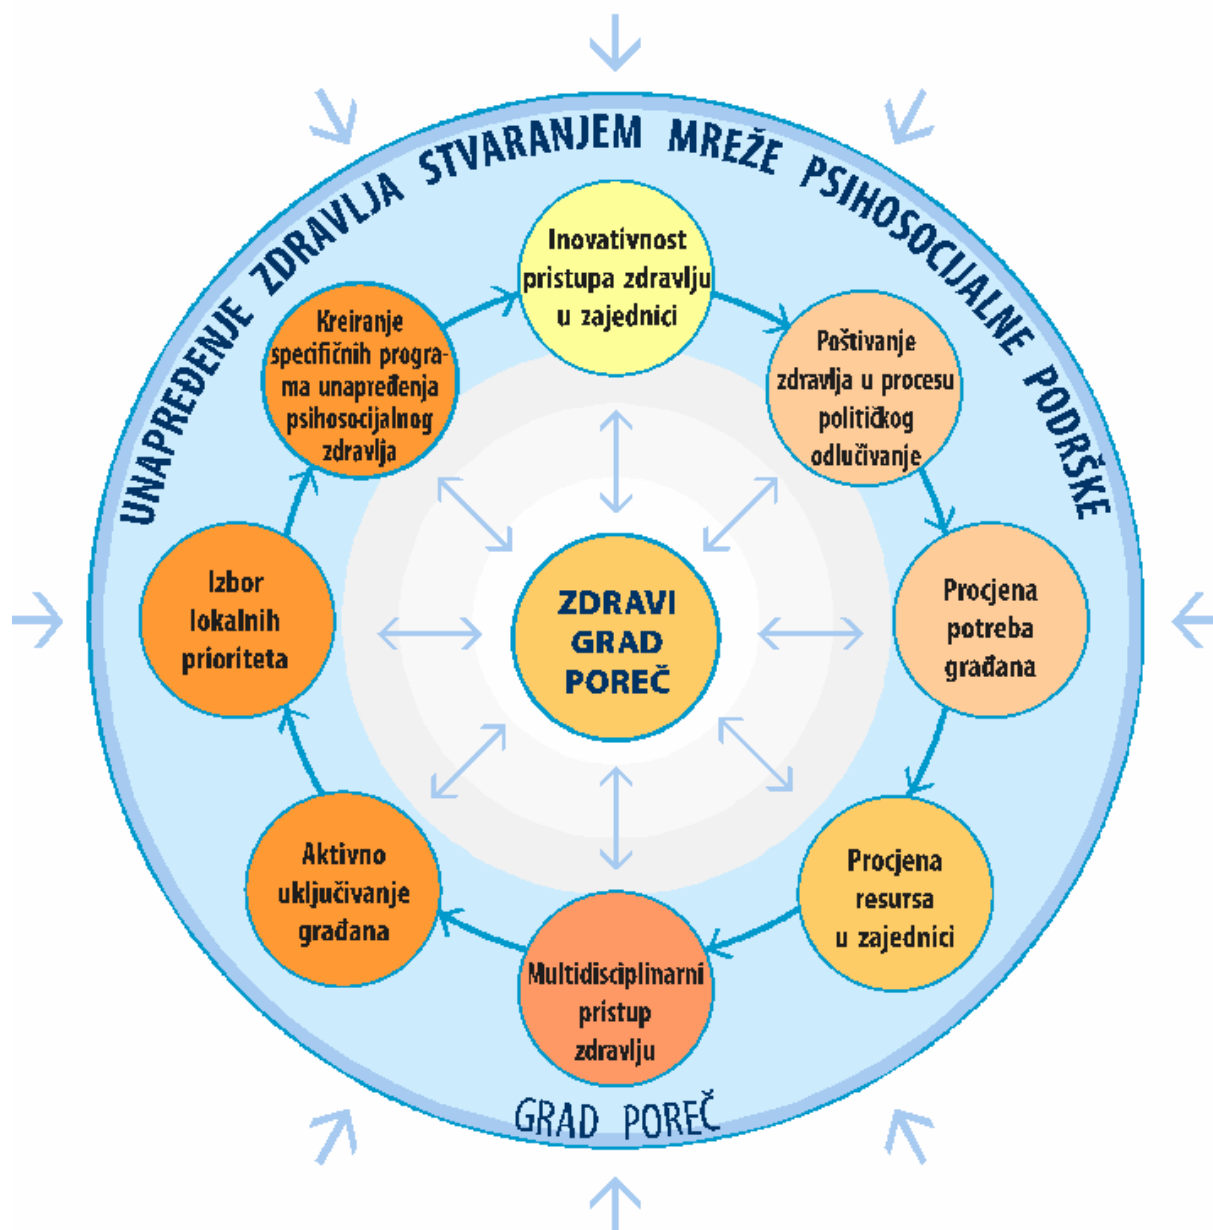 UNAPREĐENJE ZDRAVLJA STVARANJEM MREŽE PSIHOSOCIJALNE PODRŠKE
Inovativnost
pristupa zdravlju
u zajednici
Poštivanje
zdravlja u procesu
političkog
odlučivanje
Procjena
potreba
građana
Procjena
resursa
u zajednici
Multidisciplinarni
pristup
zdravlju
Aktivno
uključivanje
građana
Izbor
lokalnih
prioriteta
Kreiranje
specifičnih progra-
ma unapređenja
psihosocijalnog
zdravlja
ZDRAVI
GRAD
POREČ
GRAD POREČ